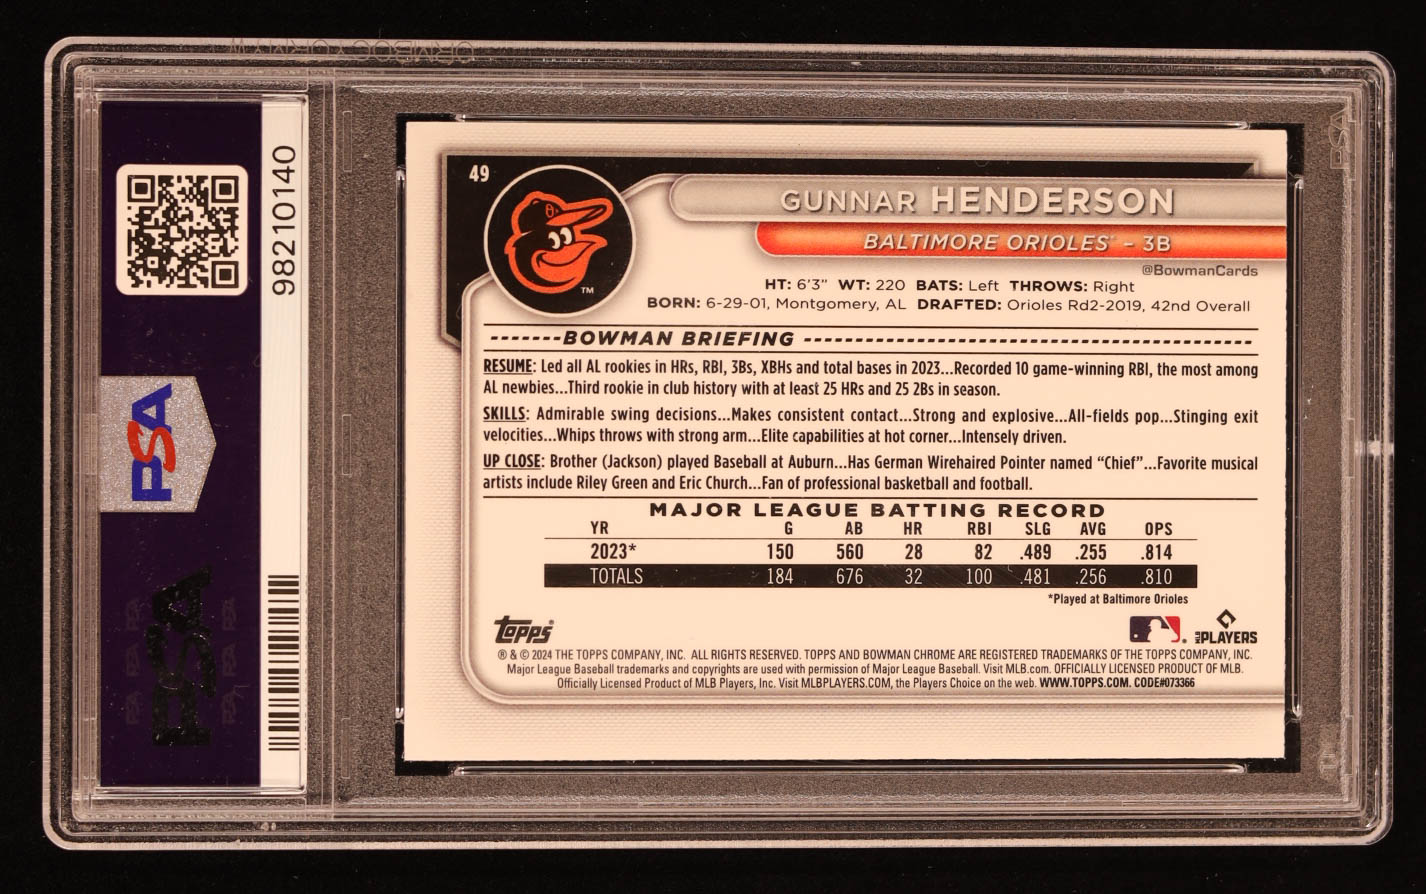 98210140
PSA
PSA
49
GUNNAR HENDERSON
BALTIMORE ORIOLES® – 3B
@BowmanCards
HT: 6'3" WT: 220 BATS: Left THROWS: Right
BORN: 6-29-01, Montgomery, AL DRAFTED: Orioles Rd2-2019, 42nd Overall
TM
-------BOWMAN BRIEFING
RESUME: Led all AL rookies in HRs, RBI, 3Bs, XBHs and total bases in 2023...Recorded 10 game-winning RBI, the most among
AL newbies...Third rookie in club history with at least 25 HRs and 25 2Bs in season.
SKILLS: Admirable swing decisions...Makes consistent contact...Strong and explosive...All-fields pop...Stinging exit
velocities...Whips throws with strong arm...Elite capabilities at hot corner...Intensely driven.
UP CLOSE: Brother (Jackson) played Baseball at Auburn...Has German Wirehaired Pointer named “Chief”...Favorite musical
artists include Riley Green and Eric Church...Fan of professional basketball and football.
MAJOR LEAGUE BATTING RECORD
YR G AB HR RBI SLG AVG OPS
2023* 150 560 28 82 .489 .255 .814
TOTALS 184 676 32 100 .481 .256 .810
*Played at Baltimore Orioles
topps®
MLB PLAYERS
® & © 2024 THE TOPPS COMPANY, INC. ALL RIGHTS RESERVED. TOPPS AND BOWMAN CHROME ARE REGISTERED TRADEMARKS OF THE TOPPS COMPANY, INC.
Major League Baseball trademarks and copyrights are used with permission of Major League Baseball. Visit MLB.com. OFFICIALLY LICENSED PRODUCT OF MLB.
Officially Licensed Product of MLB Players, Inc. Visit MLBPLAYERS.COM, the Players Choice on the web. WWW.TOPPS.COM. CODE#073366